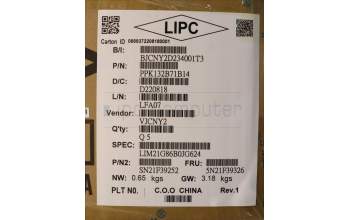 LIPC
Carton ID 0000372208180001
B/I:
BJCNY2D234001T3
P/N:
PPK132B71B14
D/C:
D220818
L/N:
LFA07
Vendor:
VJCNY2
Q'ty:
Q 5
SPEC:
LIM21G86B0JG624
P/N2: FRU:
SN21F39252 5N21F39326
NW: 0.65 kgs GW: 3.18 kgs
PLT NO. C.O.O CHINA Rev.1